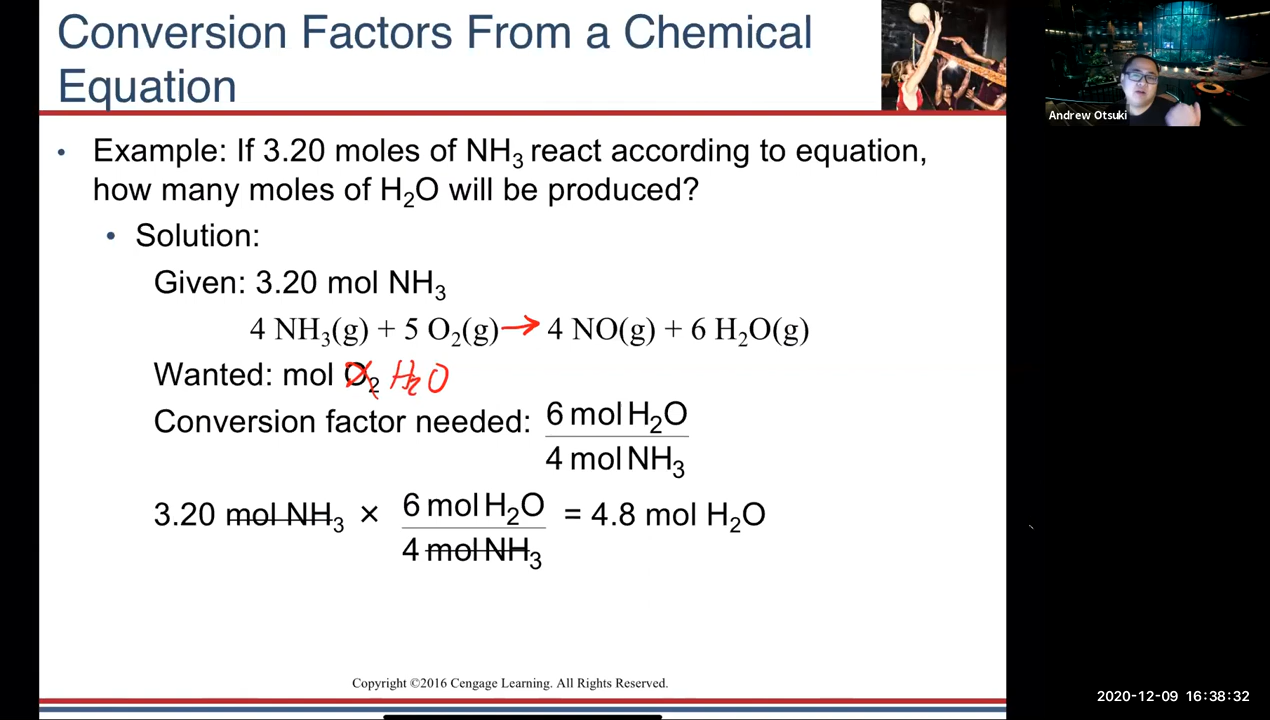 Conversion Factors From a Chemical
Equation
• Example: If 3.20 moles of NH₃ react according to equation,
how many moles of H₂O will be produced?
• Solution:
Given: 3.20 mol NH₃
4 NH₃(g) + 5 O₂(g) → 4 NO(g) + 6 H₂O(g)
Wanted: mol O₂ H₂O
Conversion factor needed: 6 mol H₂O
4 mol NH₃
3.20 mol NH₃ × 6 mol H₂O = 4.8 mol H₂O
4 mol NH₃
Copyright ©2016 Cengage Learning. All Rights Reserved.
Andrew Otsuki
2020-12-09 16:38:32